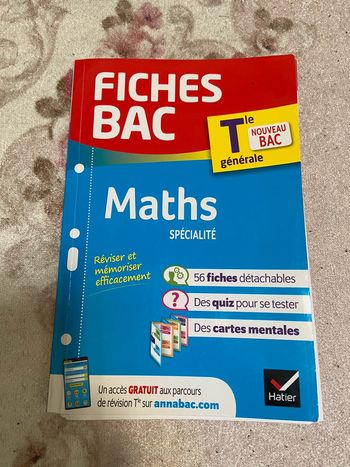 FICHES
BAC
Tle
générale
NOUVEAU
BAC
Maths
SPÉCIALITÉ
Réviser et
mémoriser
efficacement
56 fiches détachables
?
Des quiz pour se tester
Des cartes mentales
Un accès GRATUIT aux parcours
de révision Tle sur annabac.com
Hatier